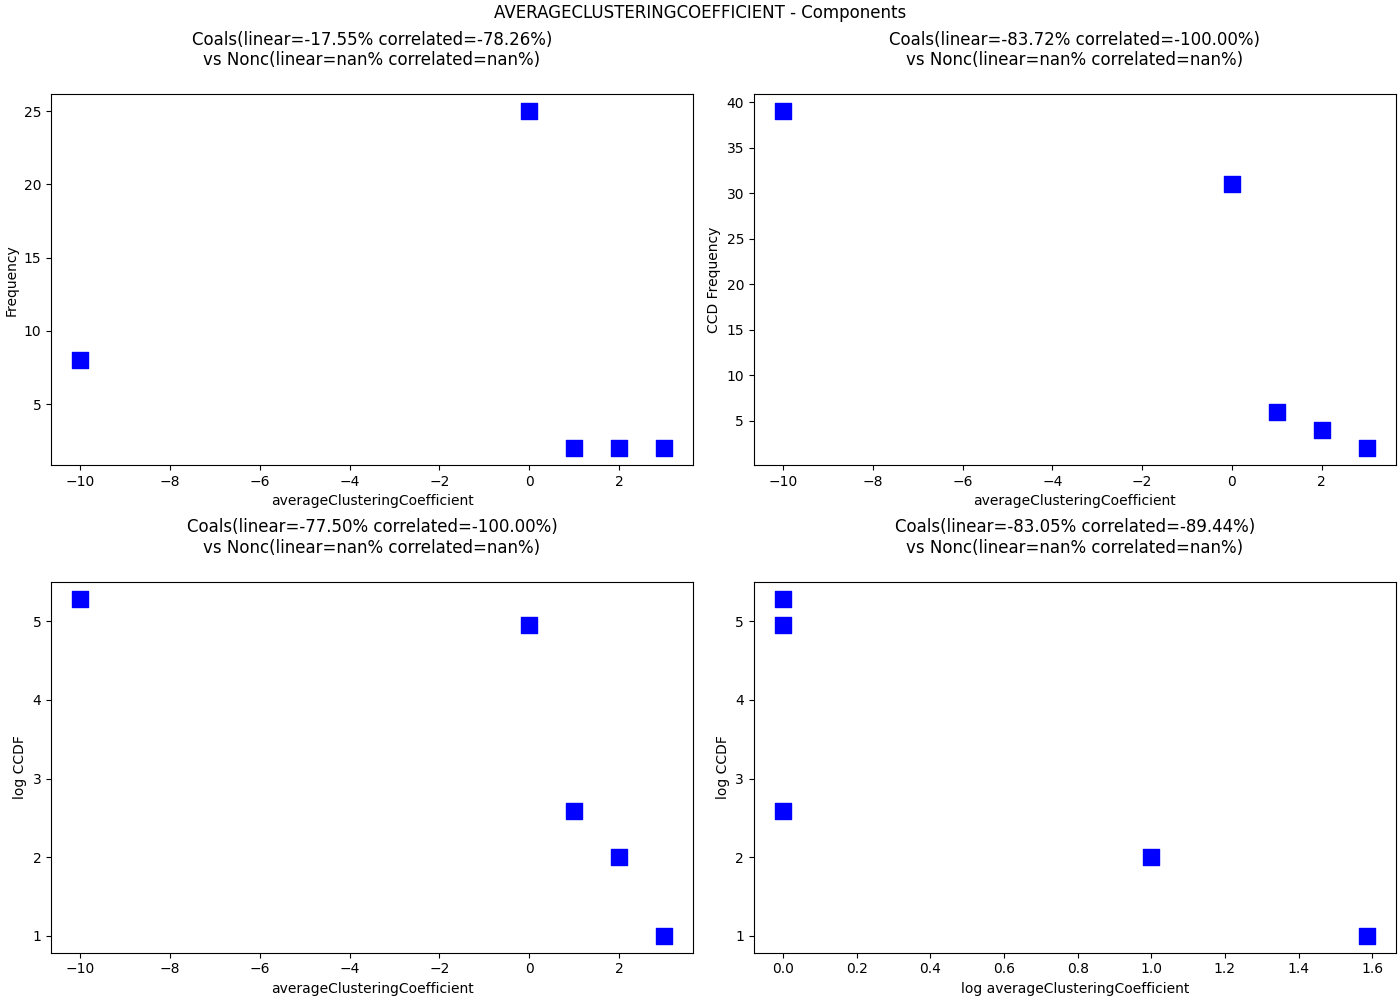 AVERAGECLUSTERINGCOEFFICIENT - Components
Coals(linear=-17.55% correlated=-78.26%)
vs Nonc(linear=nan% correlated=nan%)
25
20
15
10
5
Frequency
−10 −8 −6 −4 −2 0 2
averageClusteringCoefficient
Coals(linear=-83.72% correlated=-100.00%)
vs Nonc(linear=nan% correlated=nan%)
40
35
30
25
20
15
10
5
CCD Frequency
−10 −8 −6 −4 −2 0 2
averageClusteringCoefficient
Coals(linear=-77.50% correlated=-100.00%)
vs Nonc(linear=nan% correlated=nan%)
5
4
3
2
1
log CCDF
−10 −8 −6 −4 −2 0 2
averageClusteringCoefficient
Coals(linear=-83.05% correlated=-89.44%)
vs Nonc(linear=nan% correlated=nan%)
5
4
3
2
1
log CCDF
0.0 0.2 0.4 0.6 0.8 1.0 1.2 1.4 1.6
log averageClusteringCoefficient